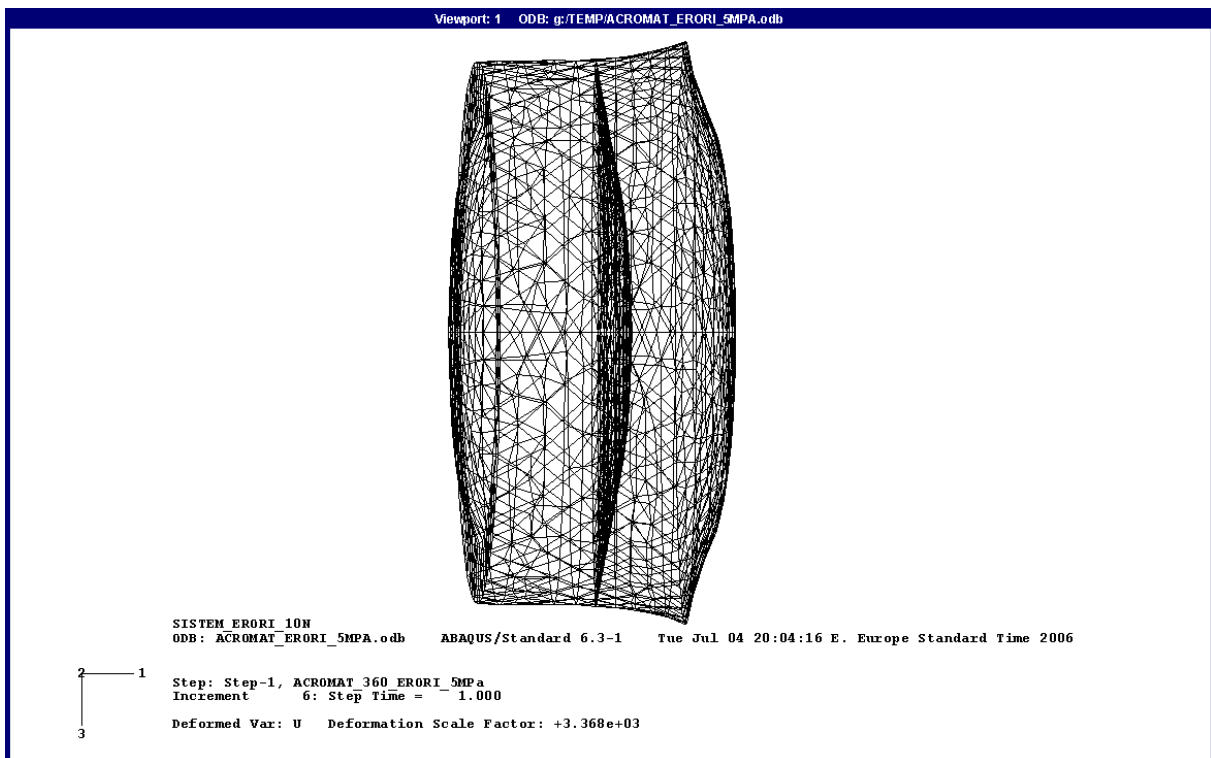 Viewport: 1 ODB: g:/TEMP/ACROMAT_ERORI_5MPA.odb
SISTEM_ERORI_10N
ODB: ACROMAT_ERORI_5MPA.odb ABAQUS/Standard 6.3-1 Tue Jul 04 20:04:16 E. Europe Standard Time 2006
2 1
Step: Step-1, ACROMAT_360_ERORI_5MPa
Increment 6: Step Time = 1.000
Deformed Var: U Deformation Scale Factor: +3.368e+03
3